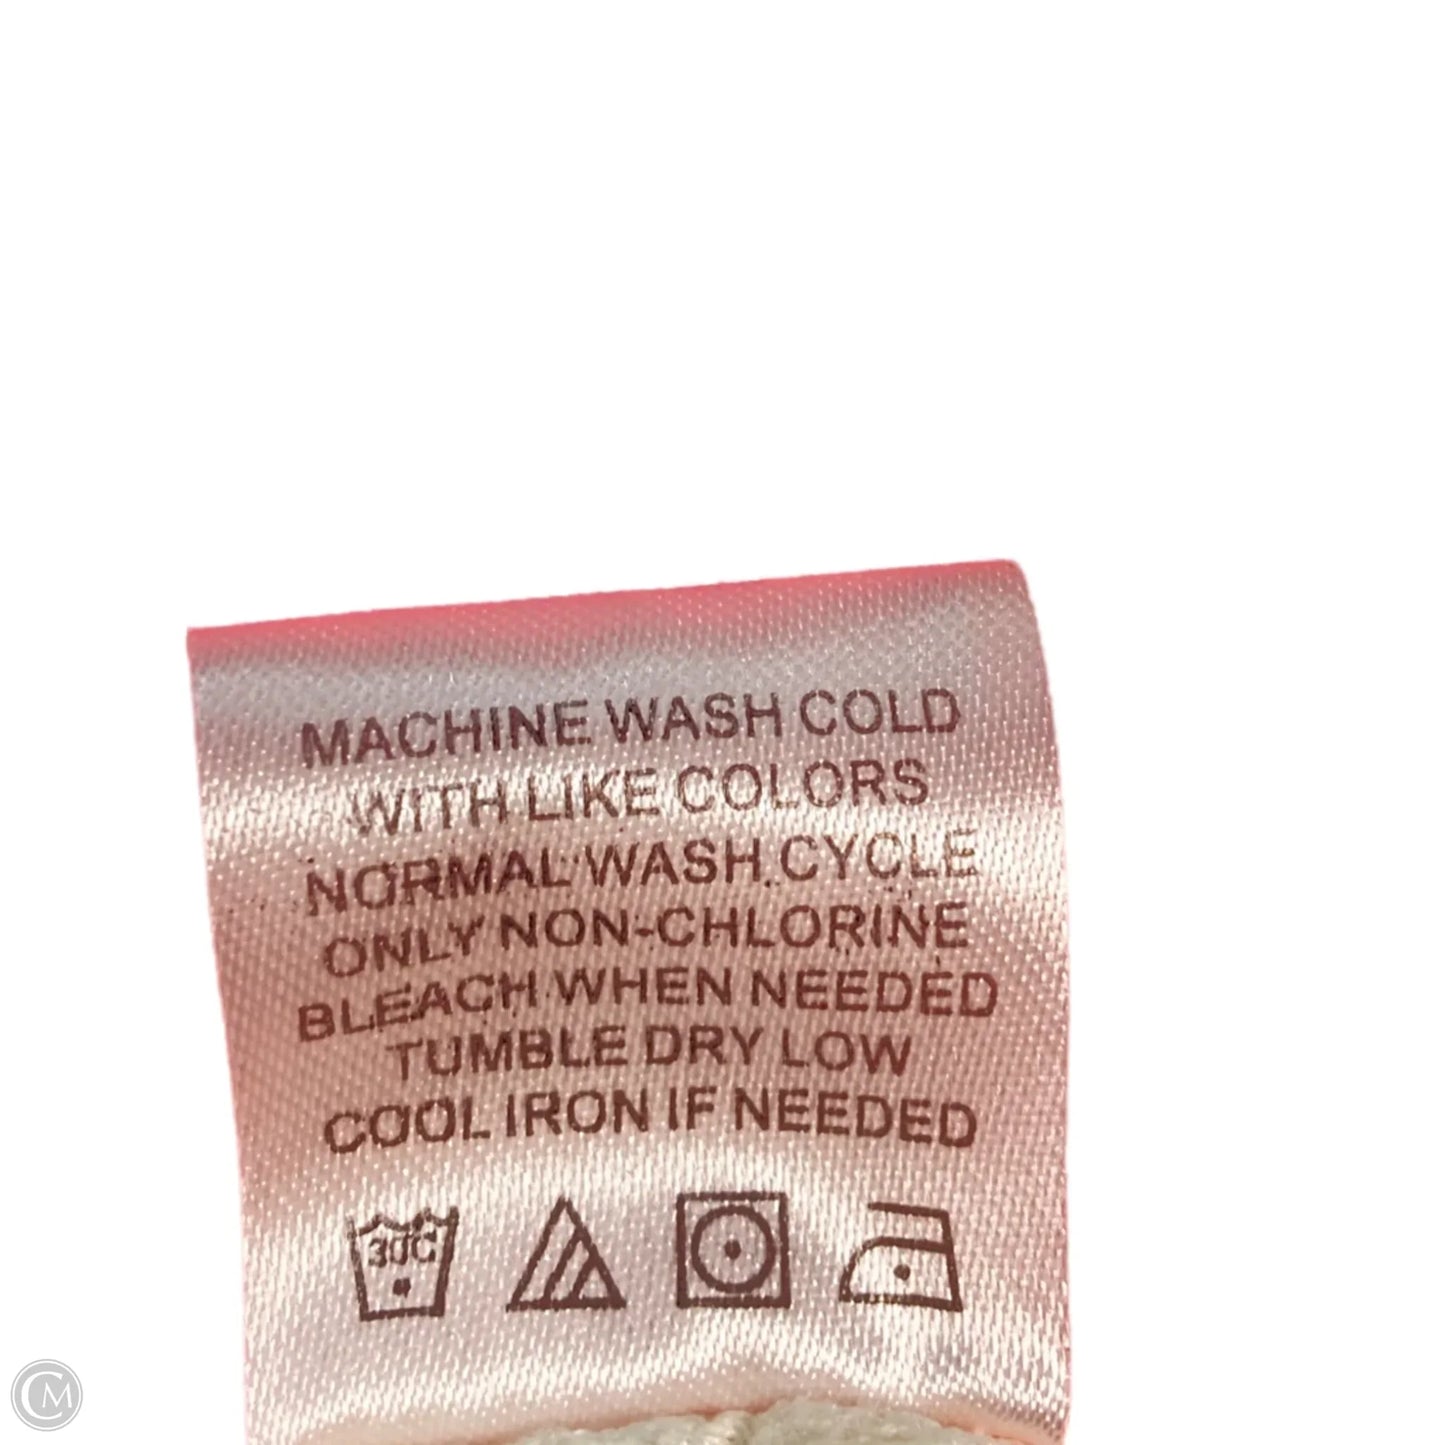 MACHINE WASH COLD
WITH LIKE COLORS
NORMAL WASH CYCLE
ONLY NON-CHLORINE
BLEACH WHEN NEEDED
TUMBLE DRY LOW
COOL IRON IF NEEDED
30C
CM